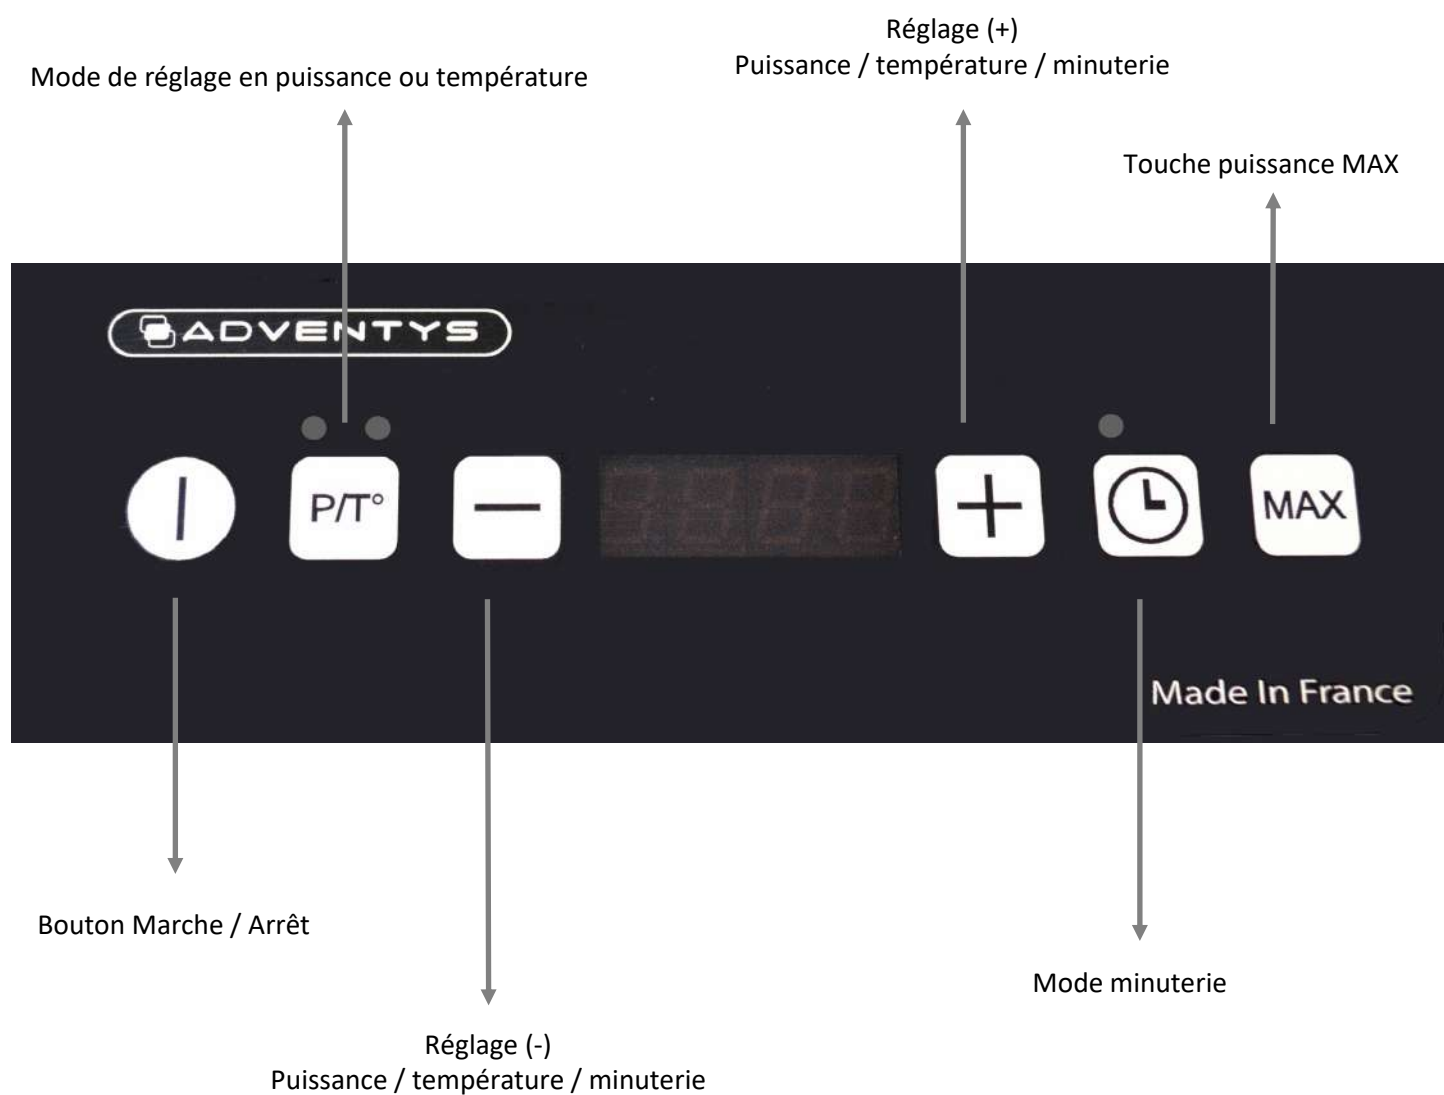 Réglage (+)
Puissance / température / minuterie
Mode de réglage en puissance ou température
Touche puissance MAX
ADVENTYS
P/T°
MAX
Made In France
Bouton Marche / Arrêt
Mode minuterie
Réglage (-)
Puissance / température / minuterie